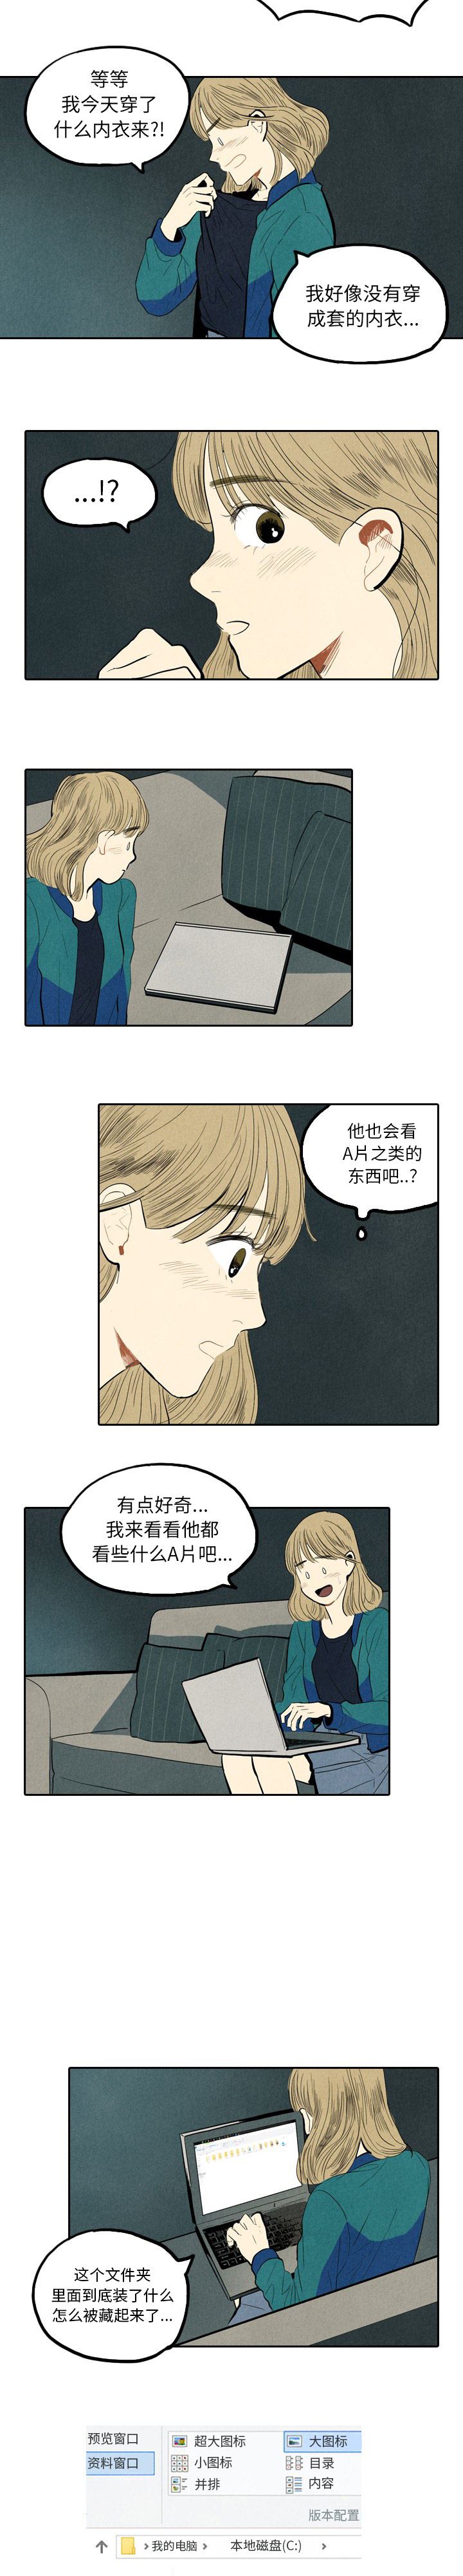 等等
我今天穿了
什么内衣来?!
我好像没有穿
成套的内衣...
...!?
他也会看
A片之类的
东西吧..?
有点好奇...
我来看看他都
看些什么A片吧...
这个文件夹
里面到底装了什么
怎么被藏起来了...
预览窗口 超大图标 大图标
资料窗口 小图标 目录
并排 内容
版本配置
我的电脑 本地磁盘(C:)